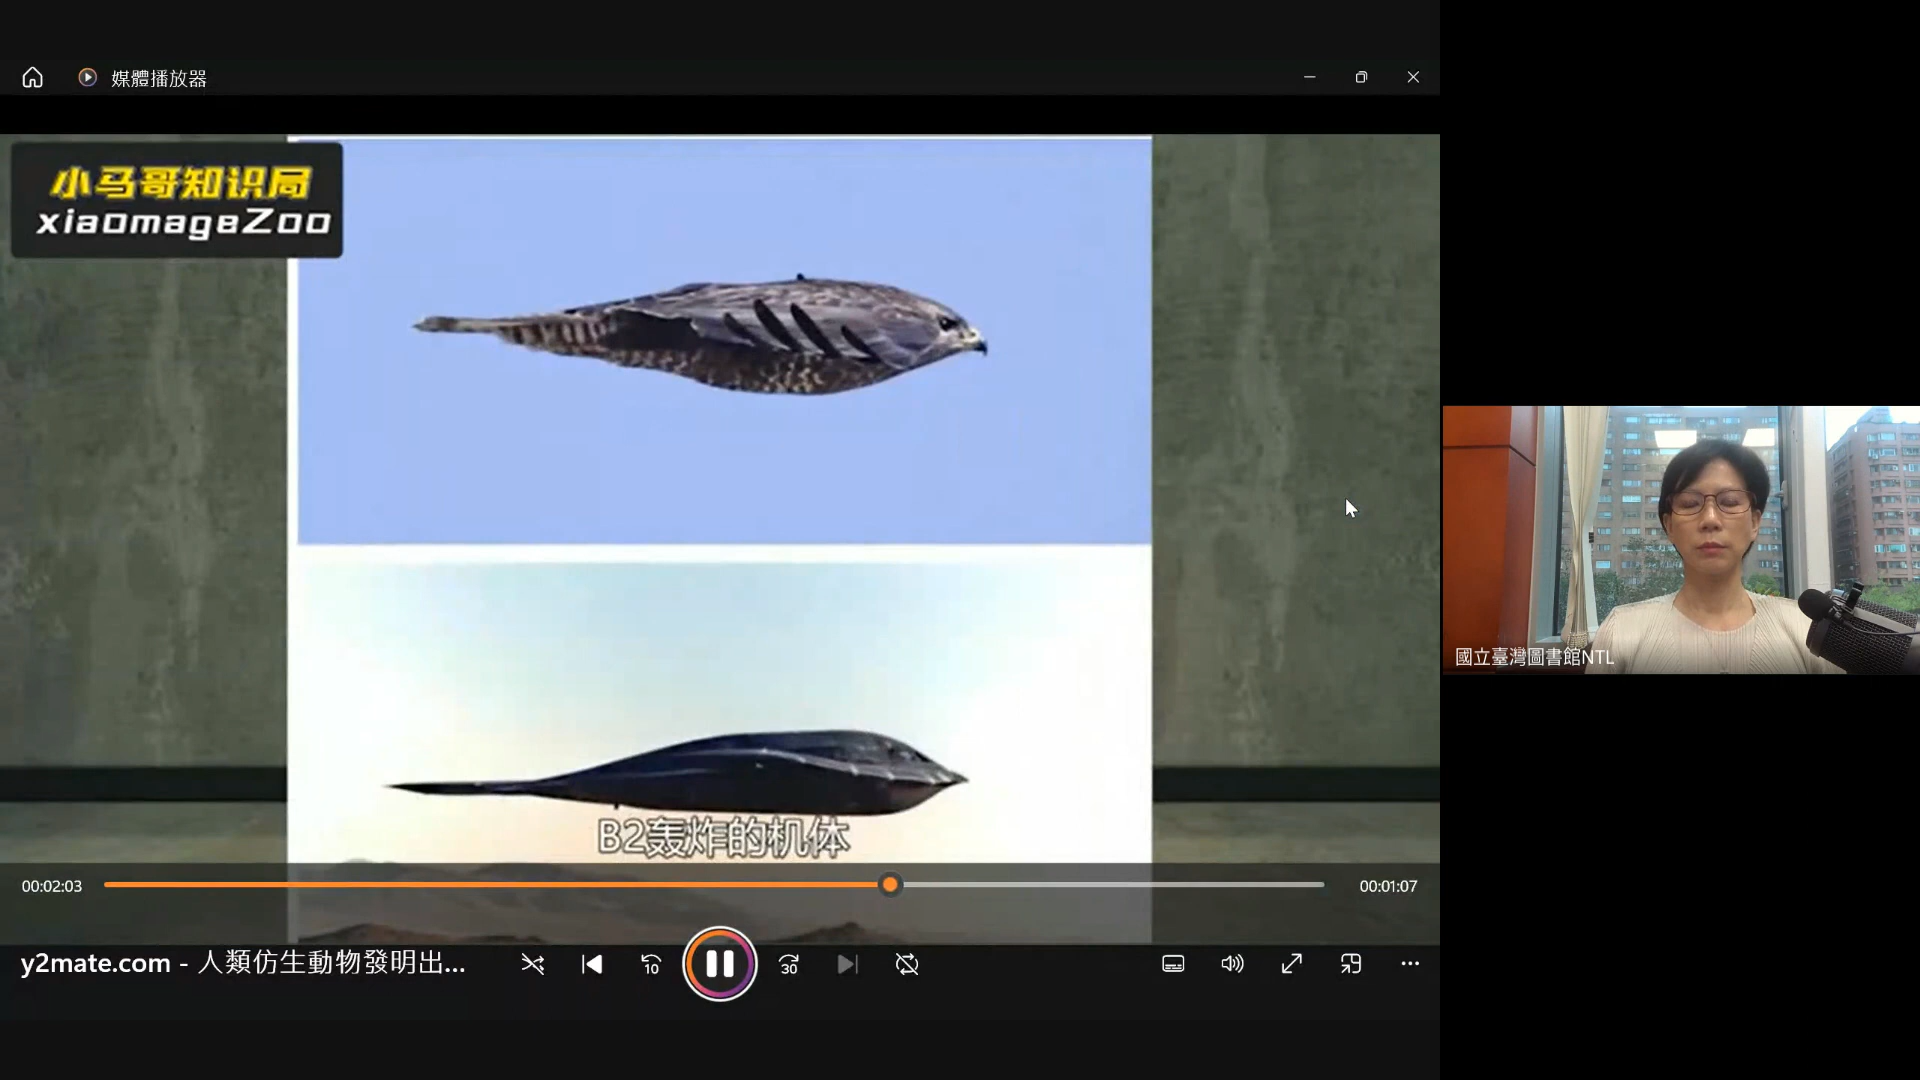 媒體播放器
小马哥知识局
xiaomageZoo
B2轰炸的机体
國立臺灣圖書館NTL
00:02:03
00:01:07
y2mate.com - 人類仿生動物發明出...
10
30